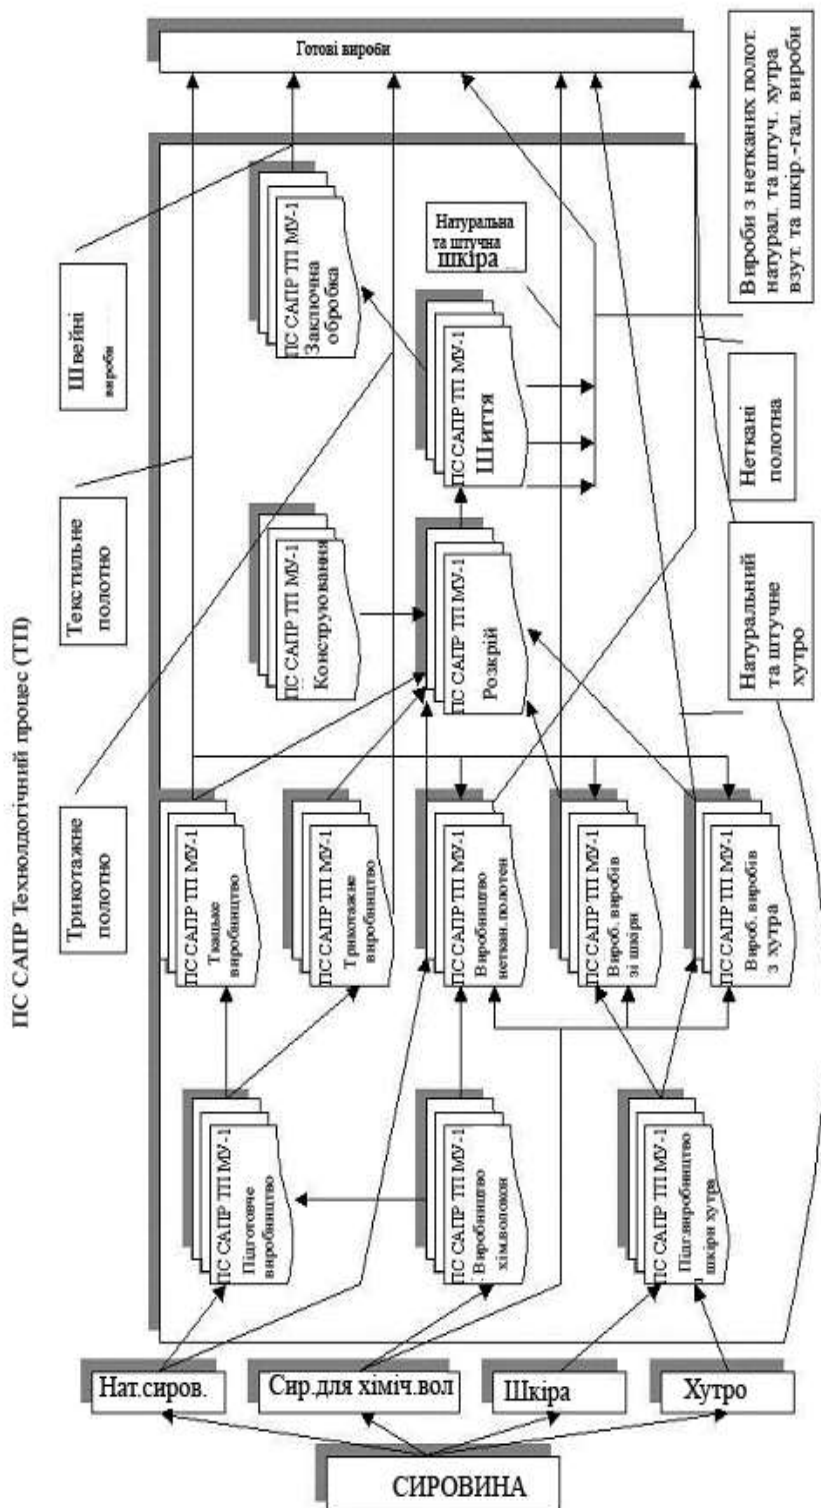 ПС САПР Технолдогічний процес (ТП)
Готові вироби
Швейні
вироби
Текстильне
полотно
Трикотажне
полотно
ПС САПР ТП МУ-1
Заключна
обробка
Натуральна
та штучна
шкіра
ПС САПР ТП МУ-1
Шиття
ПС САПР ТП МУ-1
Конструювання
ПС САПР ТП МУ-1
Розкрій
Вироби з нетканих полот.
натурал. та штуч. хутра
взут. та шкір.-гал. вироби
Неткані
полотна
Натуральний
та штучне
хутро
ПС САПР ТП МУ-1
Ткацьке
виробництво
ПС САПР ТП МУ-1
Трикотажне
виробництво
ПС САПР ТП МУ-1
Виробництво
неткан.полотен
ПС САПР ТП МУ-1
Вироб. виробів
зі шкіри
ПС САПР ТП МУ-1
Вироб. виробів
з хутра
ПС САПР ТП МУ-1
Підготовче
виробництво
ПС САПР ТП МУ-1
Виробництво
хім.волокон
ПС САПР ТП МУ-1
Підг.виробництво
шкіри хутра
Нат.сиров.
Сир.для хіміч.вол
Шкіра
Хутро
СИРОВИНА